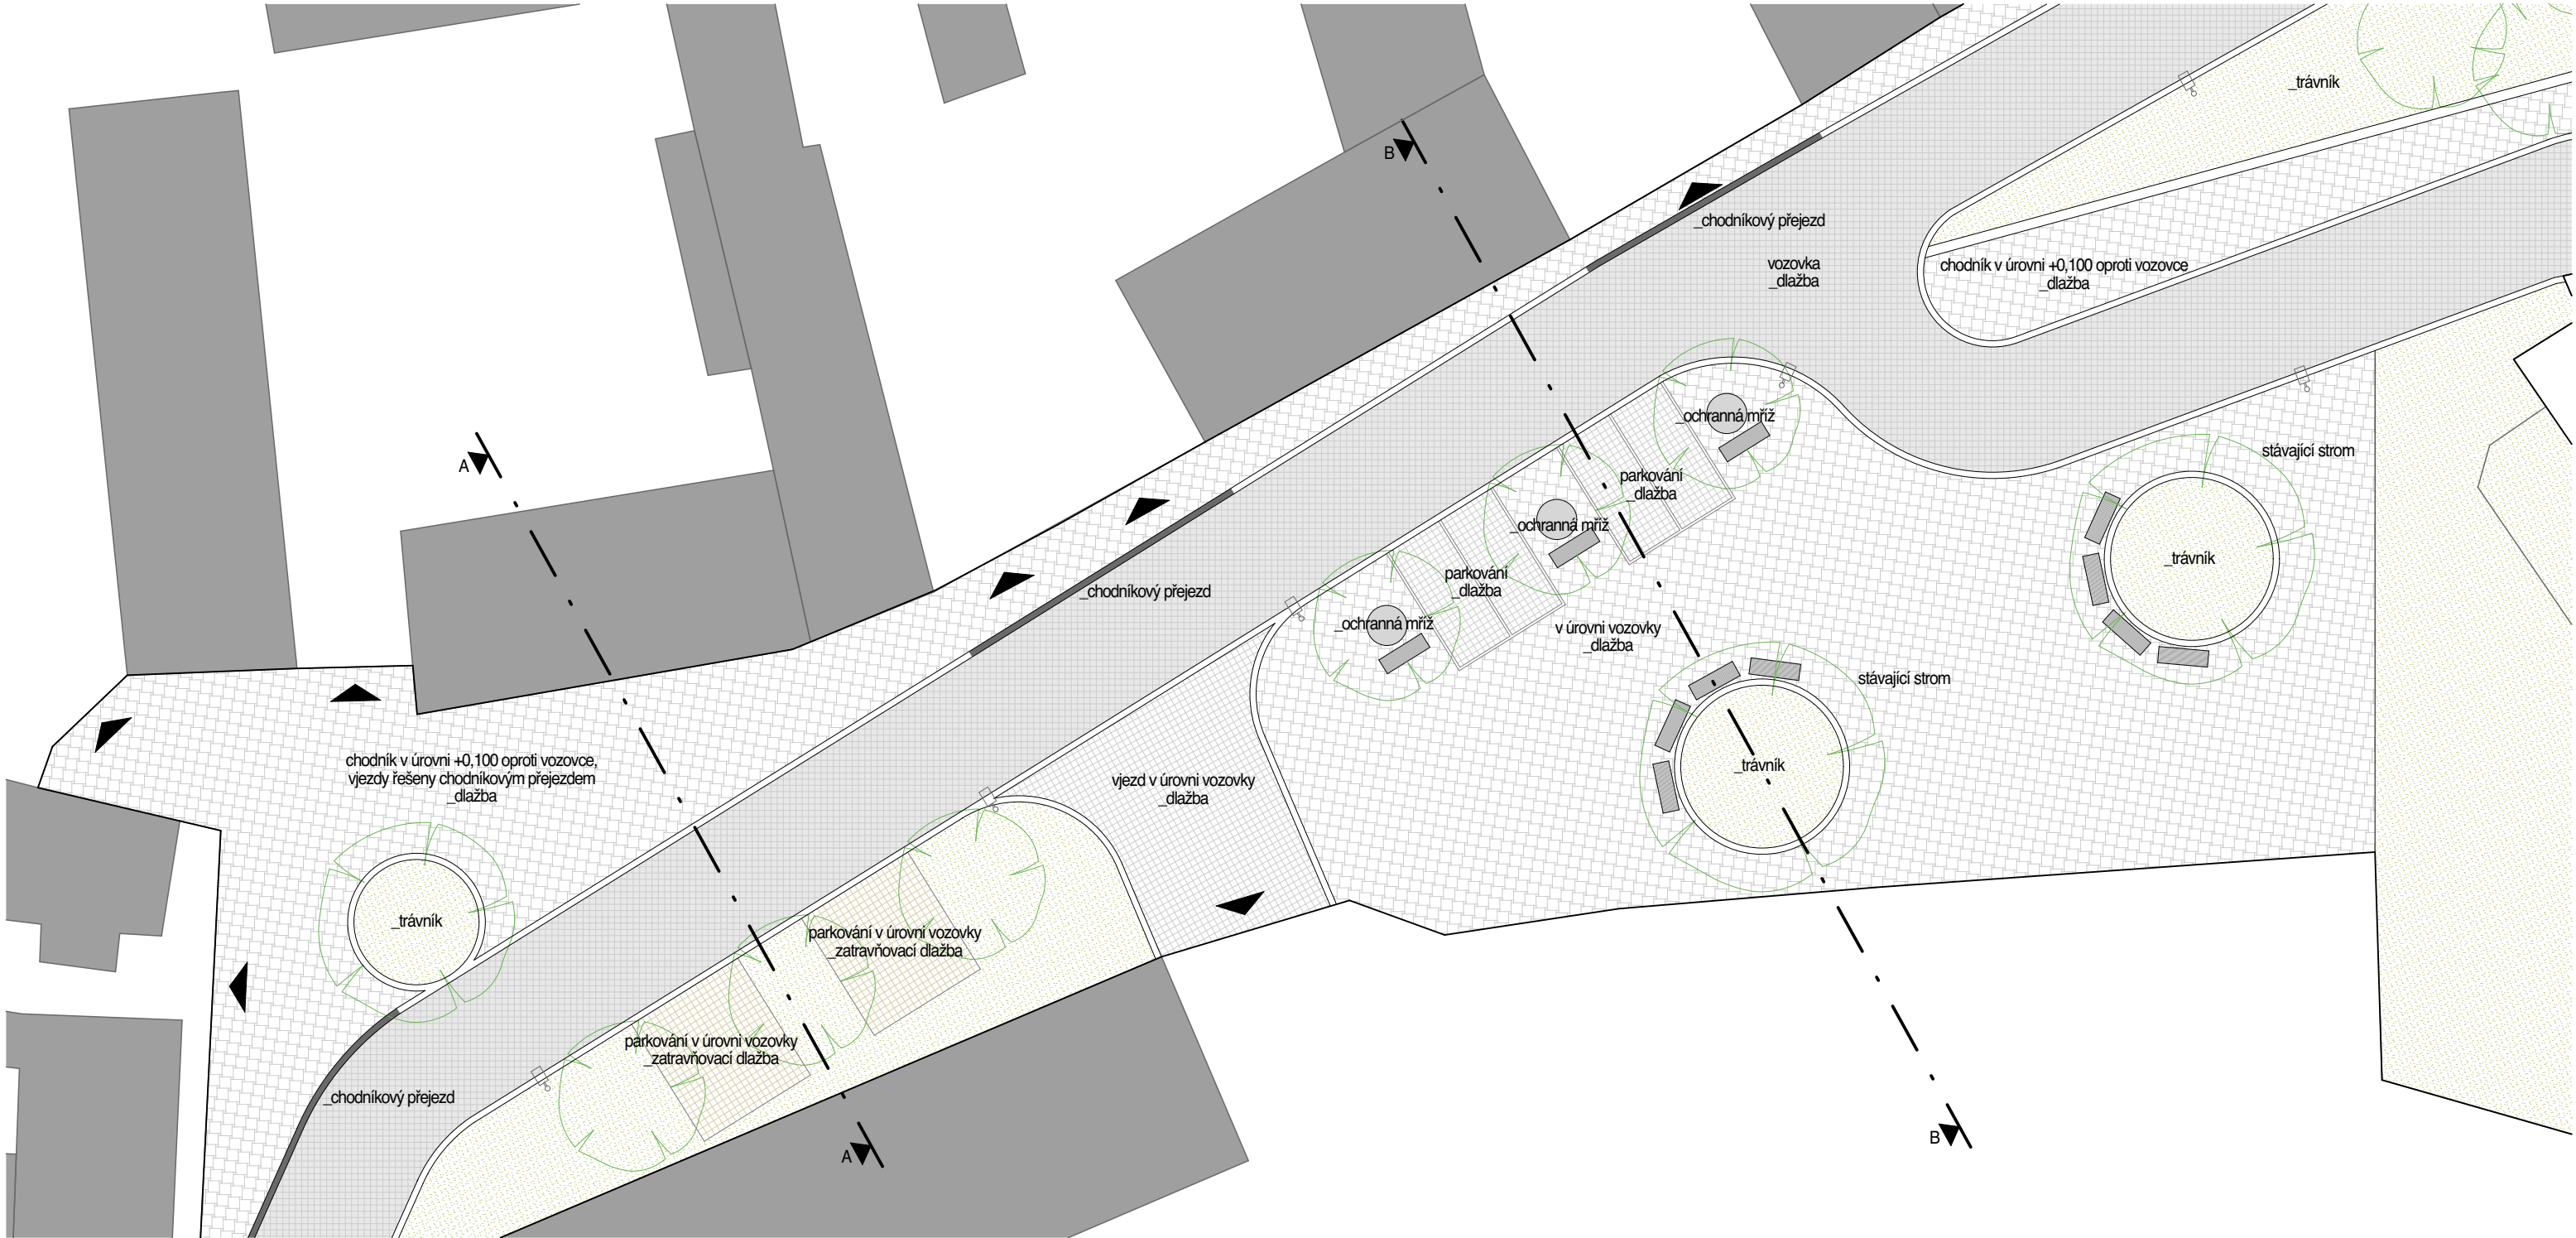 _trávník
B
_chodníkový přejezd
vozovka
_dlažba
chodník v úrovni +0,100 oproti vozovce
_dlažba
_ochranná mříž
stávající strom
A
parkování
_dlažba
_ochranná mříž
_trávník
parkování
_dlažba
_chodníkový přejezd
_ochranná mříž
v úrovni vozovky
_dlažba
stávající strom
_trávník
chodník v úrovni +0,100 oproti vozovce,
vjezdy řešeny chodníkovým přejezdem
_dlažba
vjezd v úrovni vozovky
_dlažba
_trávník
parkování v úrovni vozovky
_zatravňovací dlažba
parkování v úrovni vozovky
_zatravňovací dlažba
_chodníkový přejezd
A
B